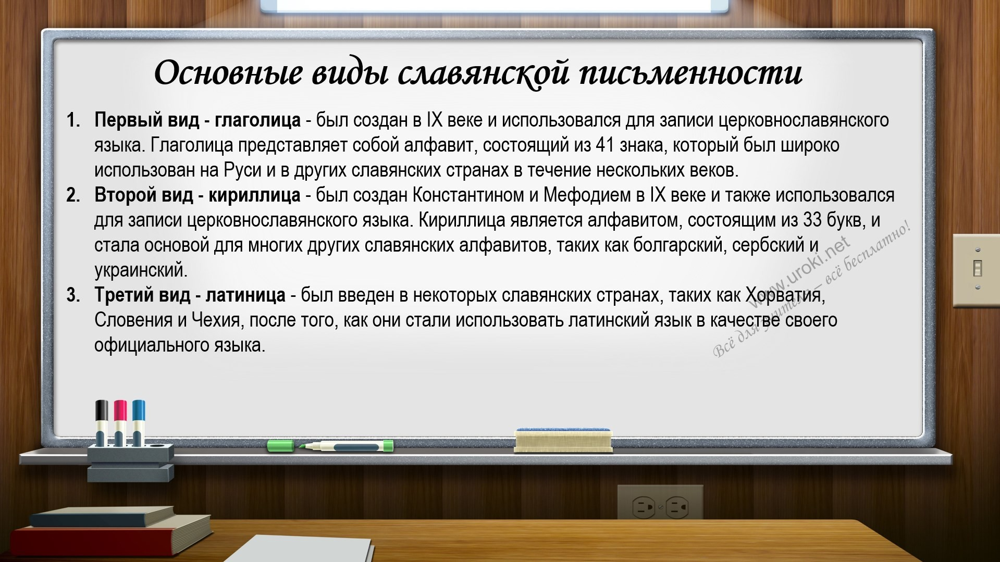 Основные виды славянской письменности
1. Первый вид - глаголица - был создан в IX веке и использовался для записи церковнославянского
языка. Глаголица представляет собой алфавит, состоящий из 41 знака, который был широко
использован на Руси и в других славянских странах в течение нескольких веков.
2. Второй вид - кириллица - был создан Константином и Мефодием в IX веке и также использовался
для записи церковнославянского языка. Кириллица является алфавитом, состоящим из 33 букв, и
стала основой для многих других славянских алфавитов, таких как болгарский, сербский и
украинский.
3. Третий вид - латиница - был введен в некоторых славянских странах, таких как Хорватия,
Словения и Чехия, после того, как они стали использовать латинский язык в качестве своего
официального языка.
www.uroki.net
Всё для учителя – всё бесплатно!